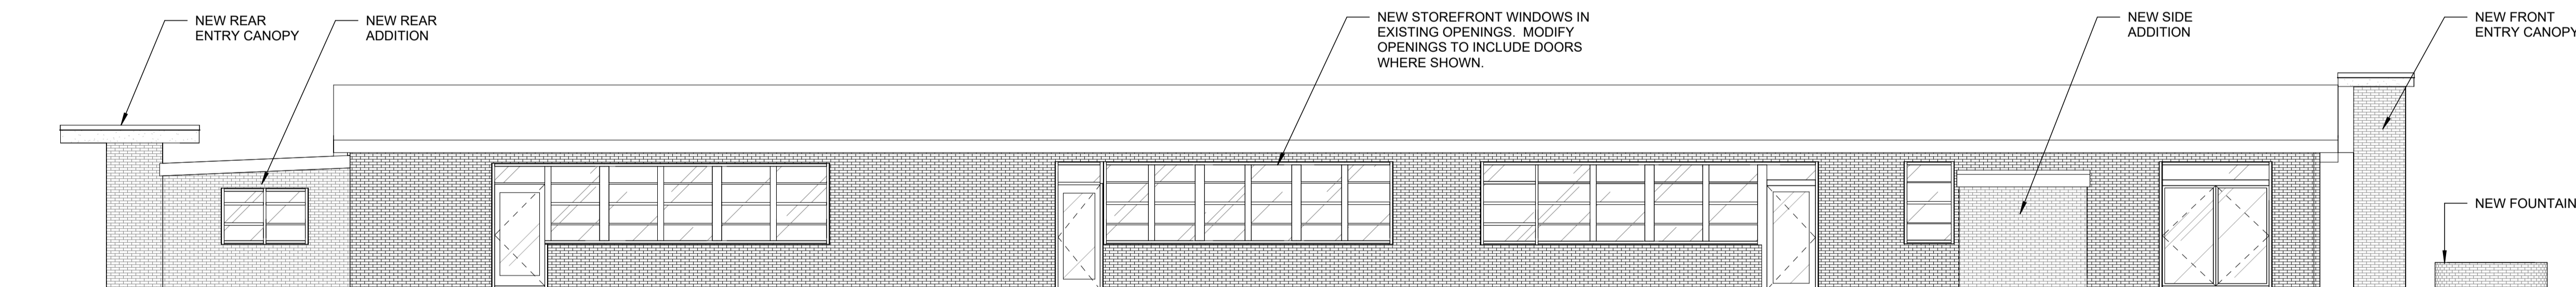 NEW REAR
ENTRY CANOPY
NEW REAR
ADDITION
NEW STOREFRONT WINDOWS IN
EXISTING OPENINGS. MODIFY
OPENINGS TO INCLUDE DOORS
WHERE SHOWN.
NEW SIDE
ADDITION
NEW FRONT
ENTRY CANOPY
NEW FOUNTAIN